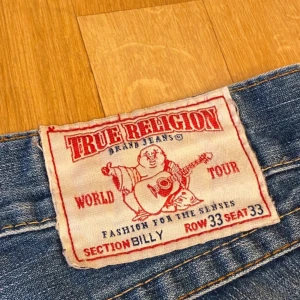 TRUE RELIGION
BRAND JEANS
WORLD TOUR
FASHION FOR THE SENSES
SECTION BILLY ROW 33 SEAT 33